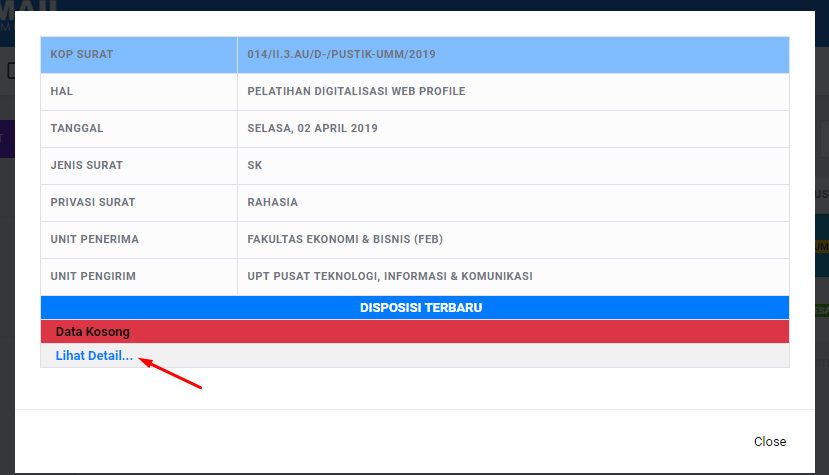 KOP SURAT 014/II.3.AU/D-/PUSTIK-UMM/2019
HAL PELATIHAN DIGITALISASI WEB PROFILE
TANGGAL SELASA, 02 APRIL 2019
JENIS SURAT SK
PRIVASI SURAT RAHASIA
UNIT PENERIMA FAKULTAS EKONOMI & BISNIS (FEB)
UNIT PENGIRIM UPT PUSAT TEKNOLOGI, INFORMASI & KOMUNIKASI
DISPOSISI TERBARU
Data Kosong
Lihat Detail...
Close